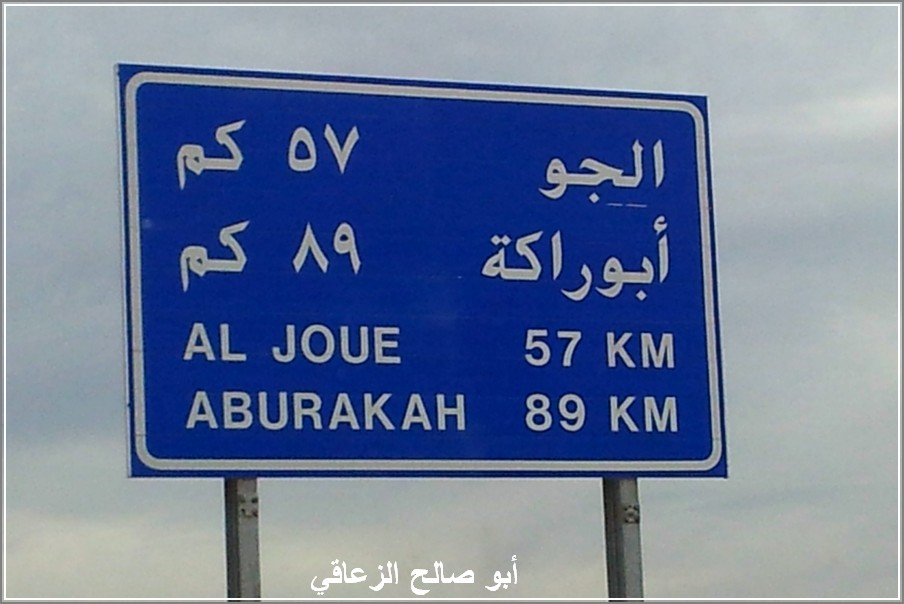 الجو ٥٧ كم
أبوراكة ٨٩ كم
AL JOUE 57 KM
ABURAKAH 89 KM
أبو صالح الزعاقي